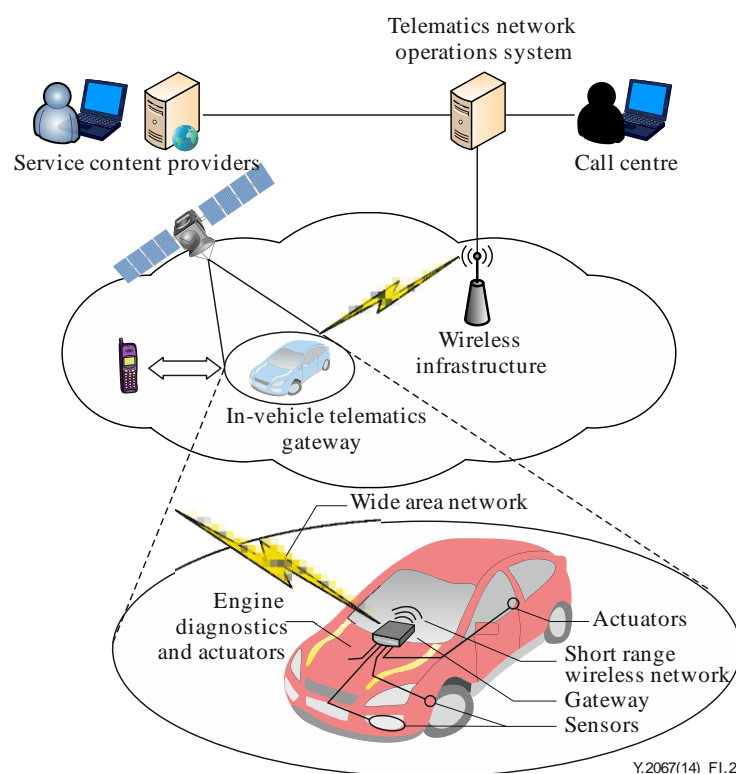 Telematics network
operations system
Service content providers
Call centre
Wireless
infrastructure
In-vehicle telematics
gateway
Wide area network
Engine
diagnostics
and actuators
Actuators
Short range
wireless network
Gateway
Sensors
Y.2067(14)_FI.2